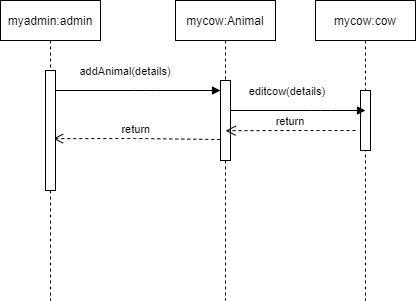 myadmin:admin
mycow:Animal
mycow:cow
addAnimal(details)
editcow(details)
return
return